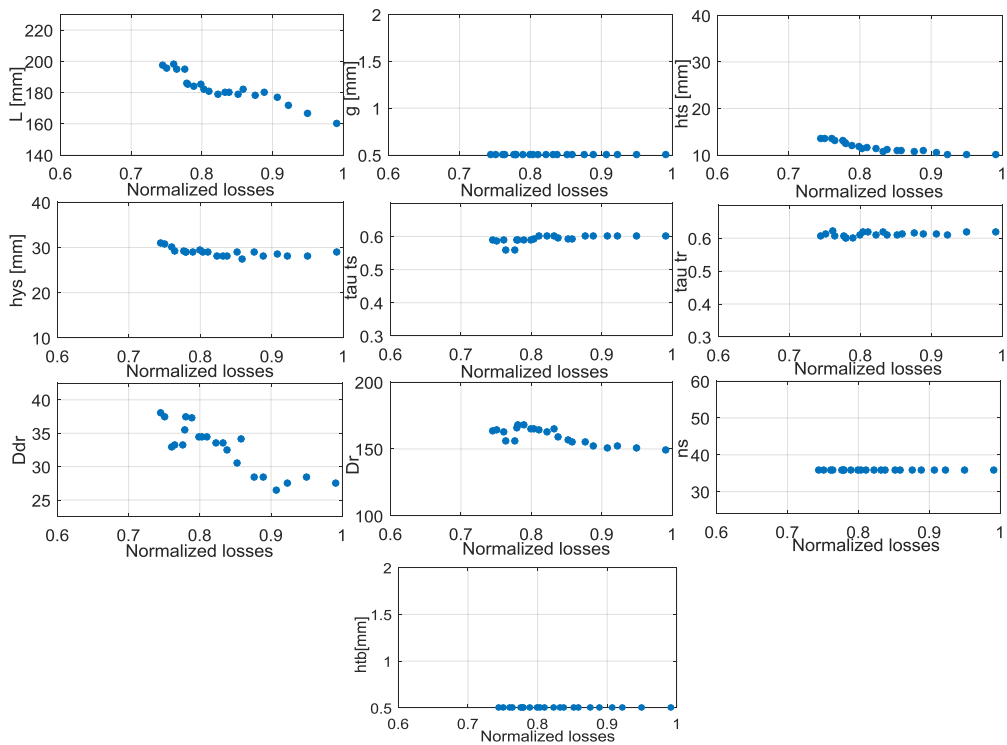 L [mm]
220
200
180
160
140
0.6 0.7 0.8 0.9 1
Normalized losses
g [mm]
2
1.5
1
0.5
0.6 0.7 0.8 0.9 1
Normalized losses
hts [mm]
40
30
20
10
0.6 0.7 0.8 0.9 1
Normalized losses
hys [mm]
40
30
20
10
0.6 0.7 0.8 0.9 1
Normalized losses
tau ts
0.6
0.5
0.4
0.3
0.6 0.7 0.8 0.9 1
Normalized losses
tau tr
0.6
0.5
0.4
0.3
0.6 0.7 0.8 0.9 1
Normalized losses
Ddr
40
35
30
25
0.6 0.7 0.8 0.9 1
Normalized losses
Dr
200
150
100
0.6 0.7 0.8 0.9 1
Normalized losses
ns
60
50
40
30
0.6 0.7 0.8 0.9 1
Normalized losses
htb[mm]
2
1.5
1
0.5
0.6 0.7 0.8 0.9 1
Normalized losses